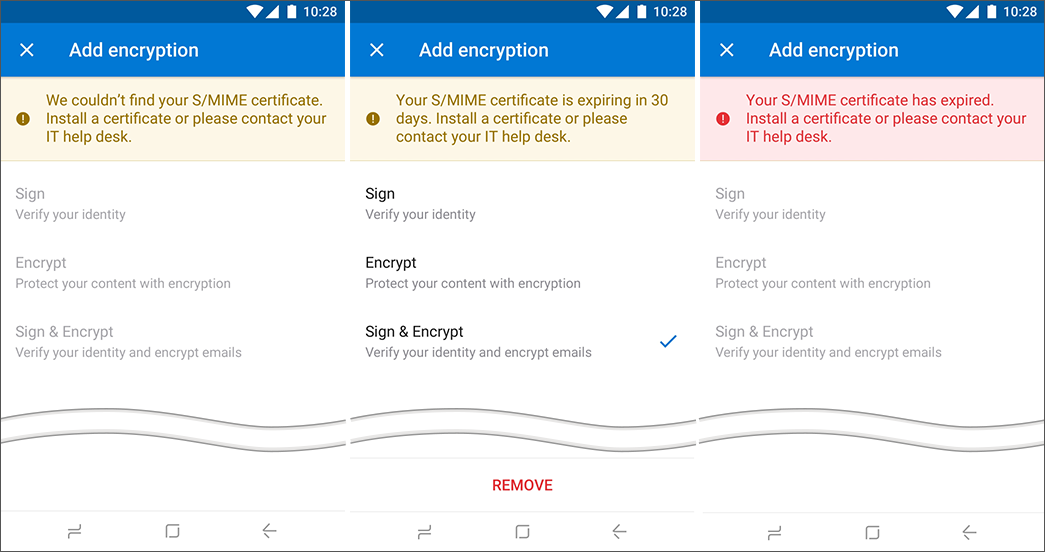 10:28
Add encryption
We couldn’t find your S/MIME certificate.
Install a certificate or please contact your
IT help desk.
Sign
Verify your identity
Encrypt
Protect your content with encryption
Sign & Encrypt
Verify your identity and encrypt emails
10:28
Add encryption
Your S/MIME certificate is expiring in 30
days. Install a certificate or please
contact your IT help desk.
Sign
Verify your identity
Encrypt
Protect your content with encryption
Sign & Encrypt
Verify your identity and encrypt emails
REMOVE
10:28
Add encryption
Your S/MIME certificate has expired.
Install a certificate or please contact your
IT help desk.
Sign
Verify your identity
Encrypt
Protect your content with encryption
Sign & Encrypt
Verify your identity and encrypt emails